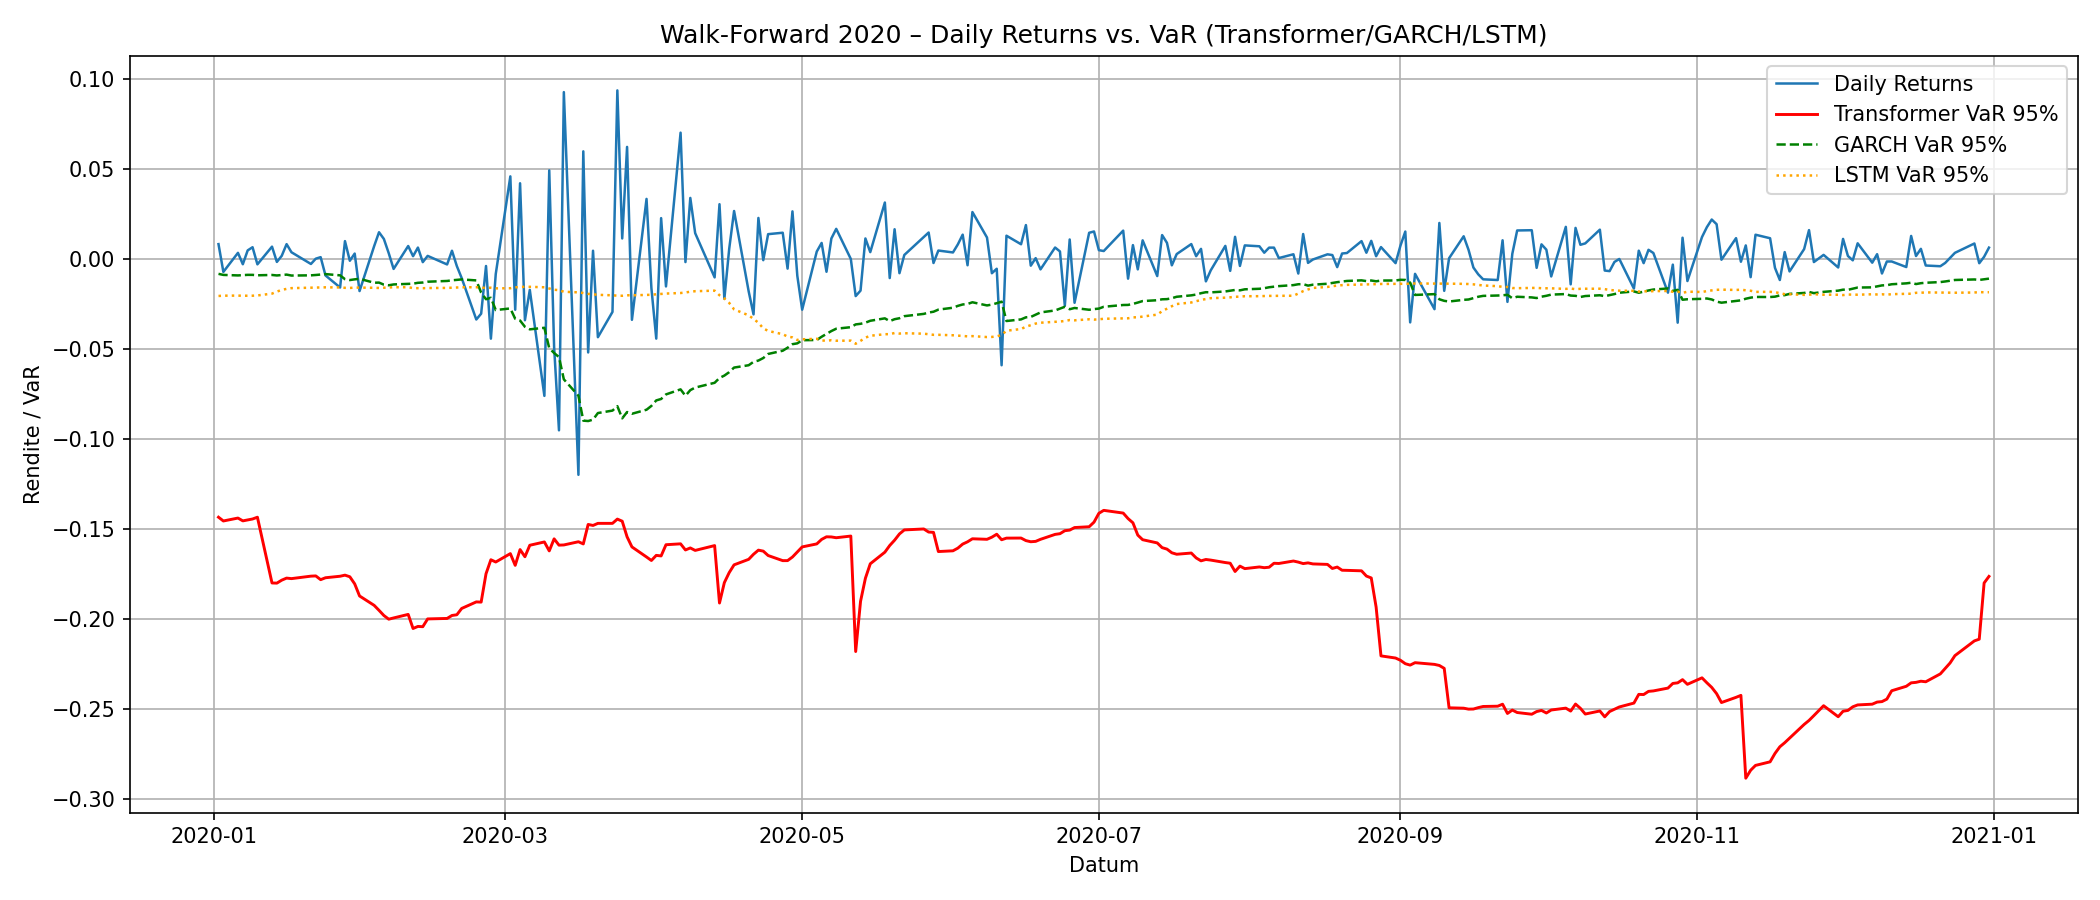 Walk-Forward 2020 – Daily Returns vs. VaR (Transformer/GARCH/LSTM)
Daily Returns
Transformer VaR 95%
GARCH VaR 95%
LSTM VaR 95%
Rendite / VaR
0.10
0.05
0.00
−0.05
−0.10
−0.15
−0.20
−0.25
−0.30
2020-01 2020-03 2020-05 2020-07 2020-09 2020-11 2021-01
Datum